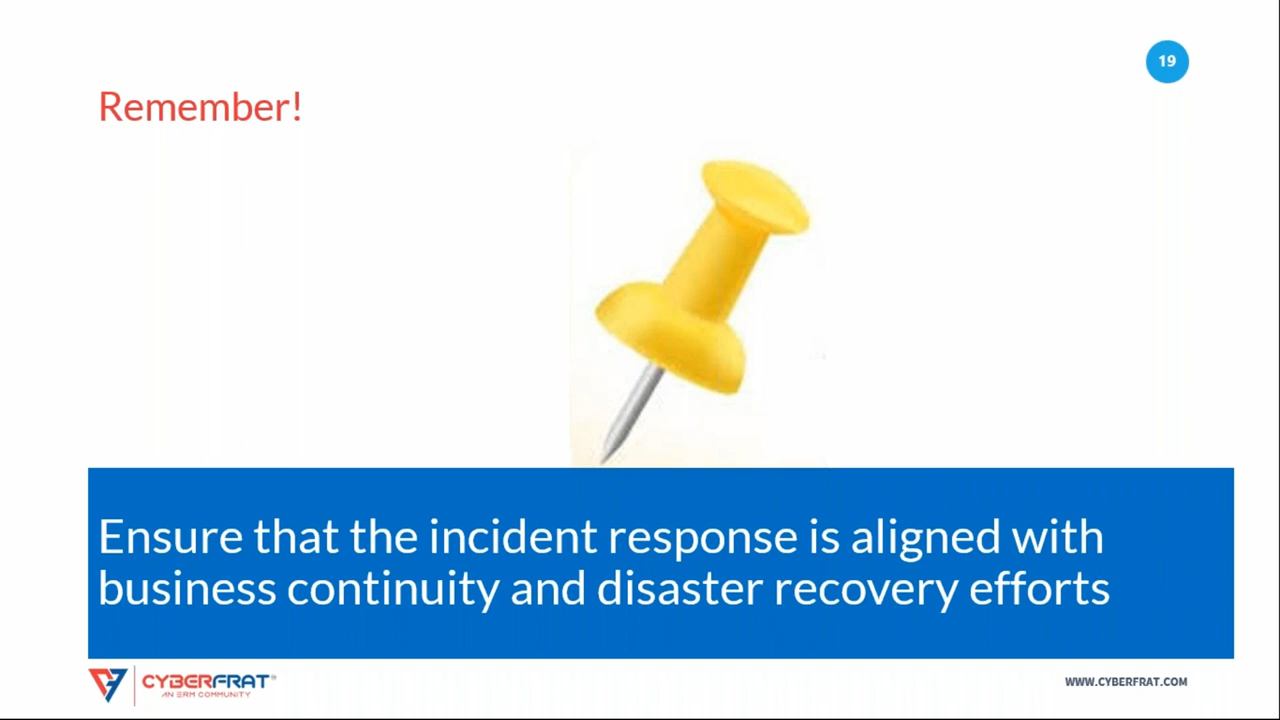 19
Remember!
Ensure that the incident response is aligned with
business continuity and disaster recovery efforts
CYBERFRAT®
AN ERM COMMUNITY
WWW.CYBERFRAT.COM